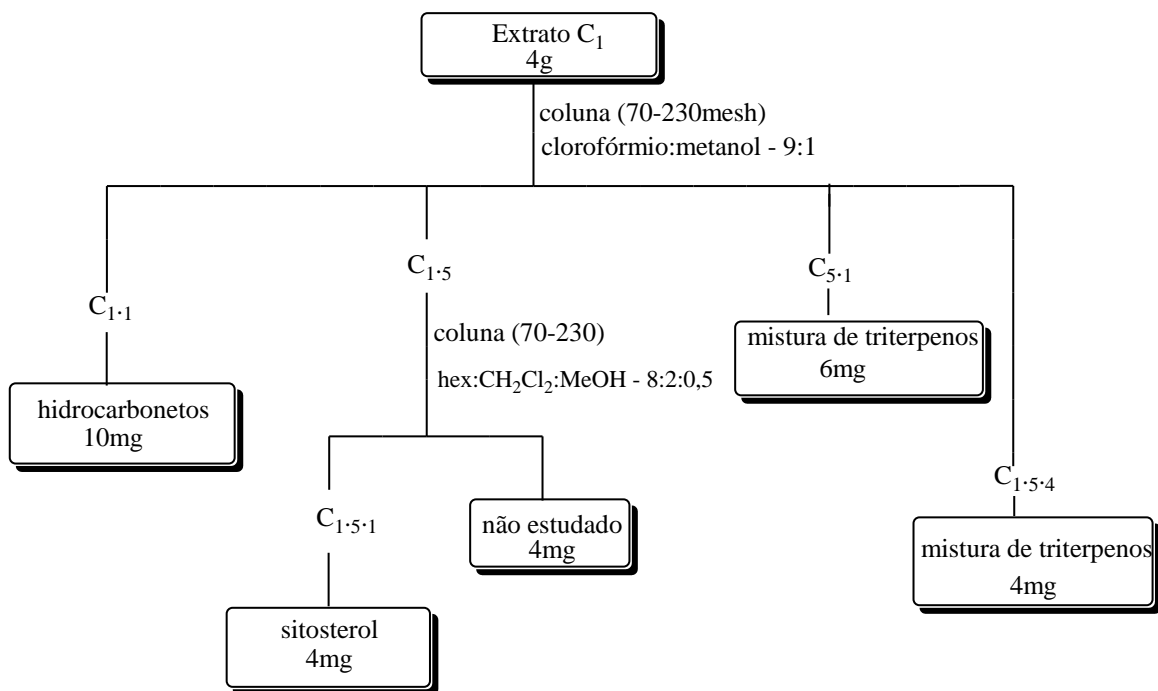 Extrato C₁
4g
coluna (70-230mesh)
clorofórmio:metanol - 9:1
C₁.₁
hidrocarbonetos
10mg
C₁.₅
coluna (70-230)
hex:CH₂Cl₂:MeOH - 8:2:0,5
C₁.₅.₁
sitosterol
4mg
não estudado
4mg
C₅.₁
mistura de triterpenos
6mg
C₁.₅.₄
mistura de triterpenos
4mg